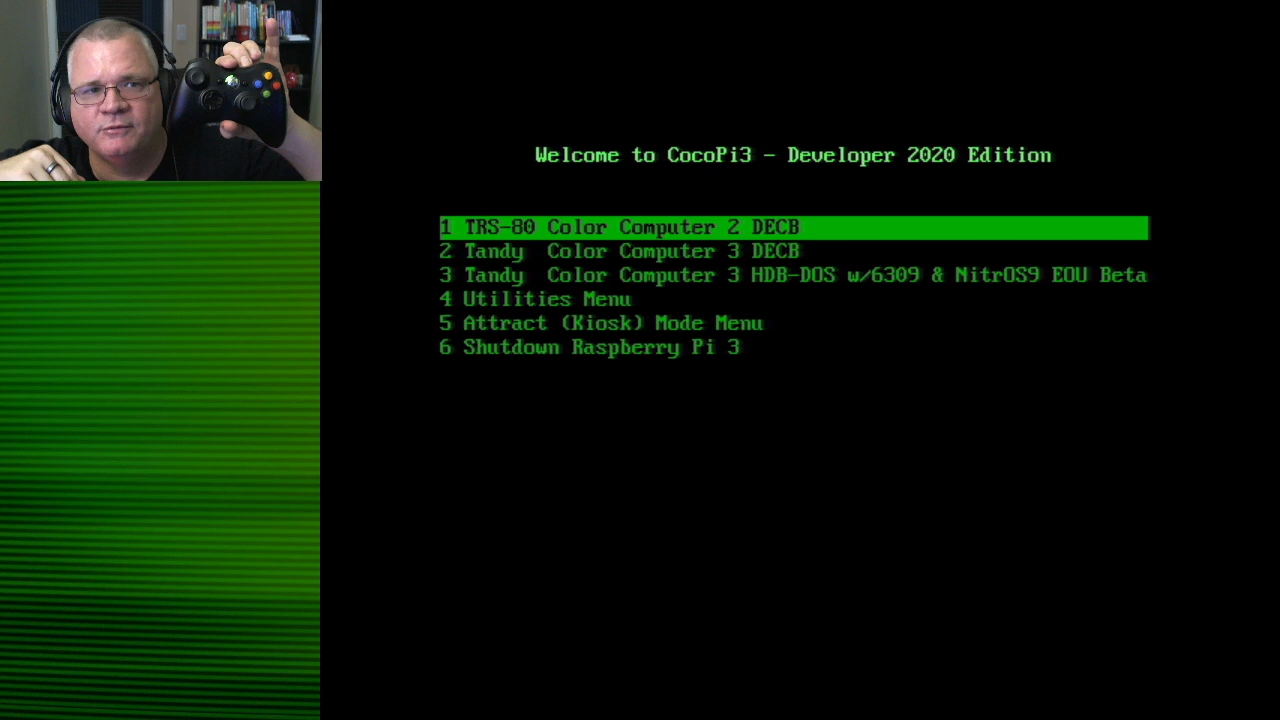 Welcome to CocoPi3 - Developer 2020 Edition
1 TRS-80 Color Computer 2 DECB
2 Tandy  Color Computer 3 DECB
3 Tandy  Color Computer 3 HDB-DOS w/6309 & NitrOS9 EOU Beta
4 Utilities Menu
5 Attract (Kiosk) Mode Menu
6 Shutdown Raspberry Pi 3